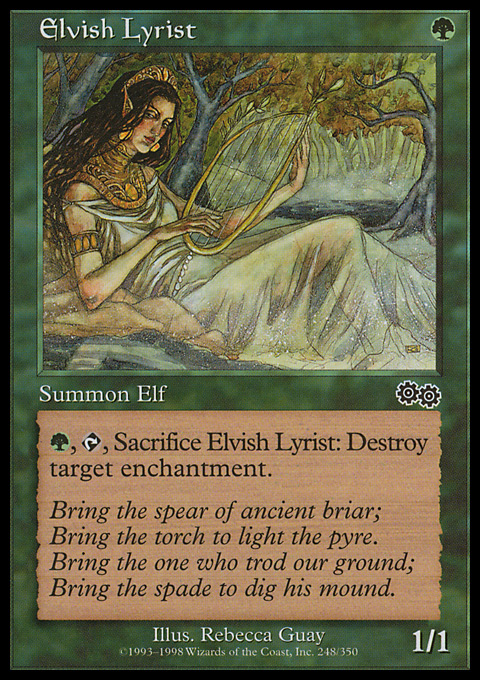 Elvish Lyrist
Summon Elf
, , Sacrifice Elvish Lyrist: Destroy
target enchantment.
Bring the spear of ancient briar;
Bring the torch to light the pyre.
Bring the one who trod our ground;
Bring the spade to dig his mound.
Illus. Rebecca Guay
1/1
©1993–1998 Wizards of the Coast, Inc. 248/350